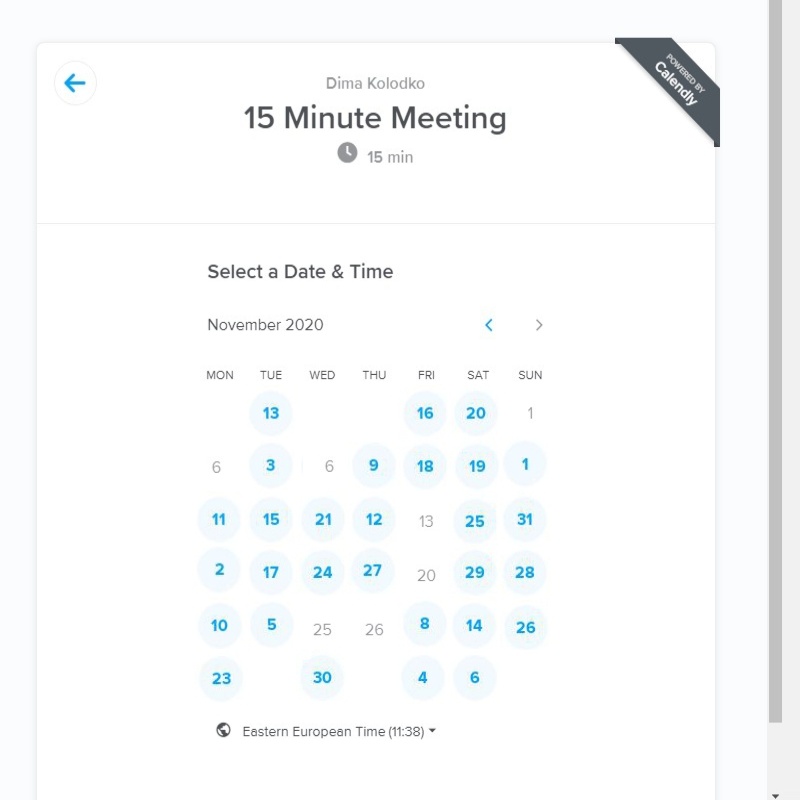 POWERED BY
Calendly
Dima Kolodko
15 Minute Meeting
15 min
Select a Date & Time
November 2020
MON TUE WED THU FRI SAT SUN
13 16 20 1
6 3 6 9 18 19 1
11 15 21 12 13 25 31
2 17 24 27 20 29 28
10 5 25 26 8 14 26
23 30 4 6
Eastern European Time (11:38)